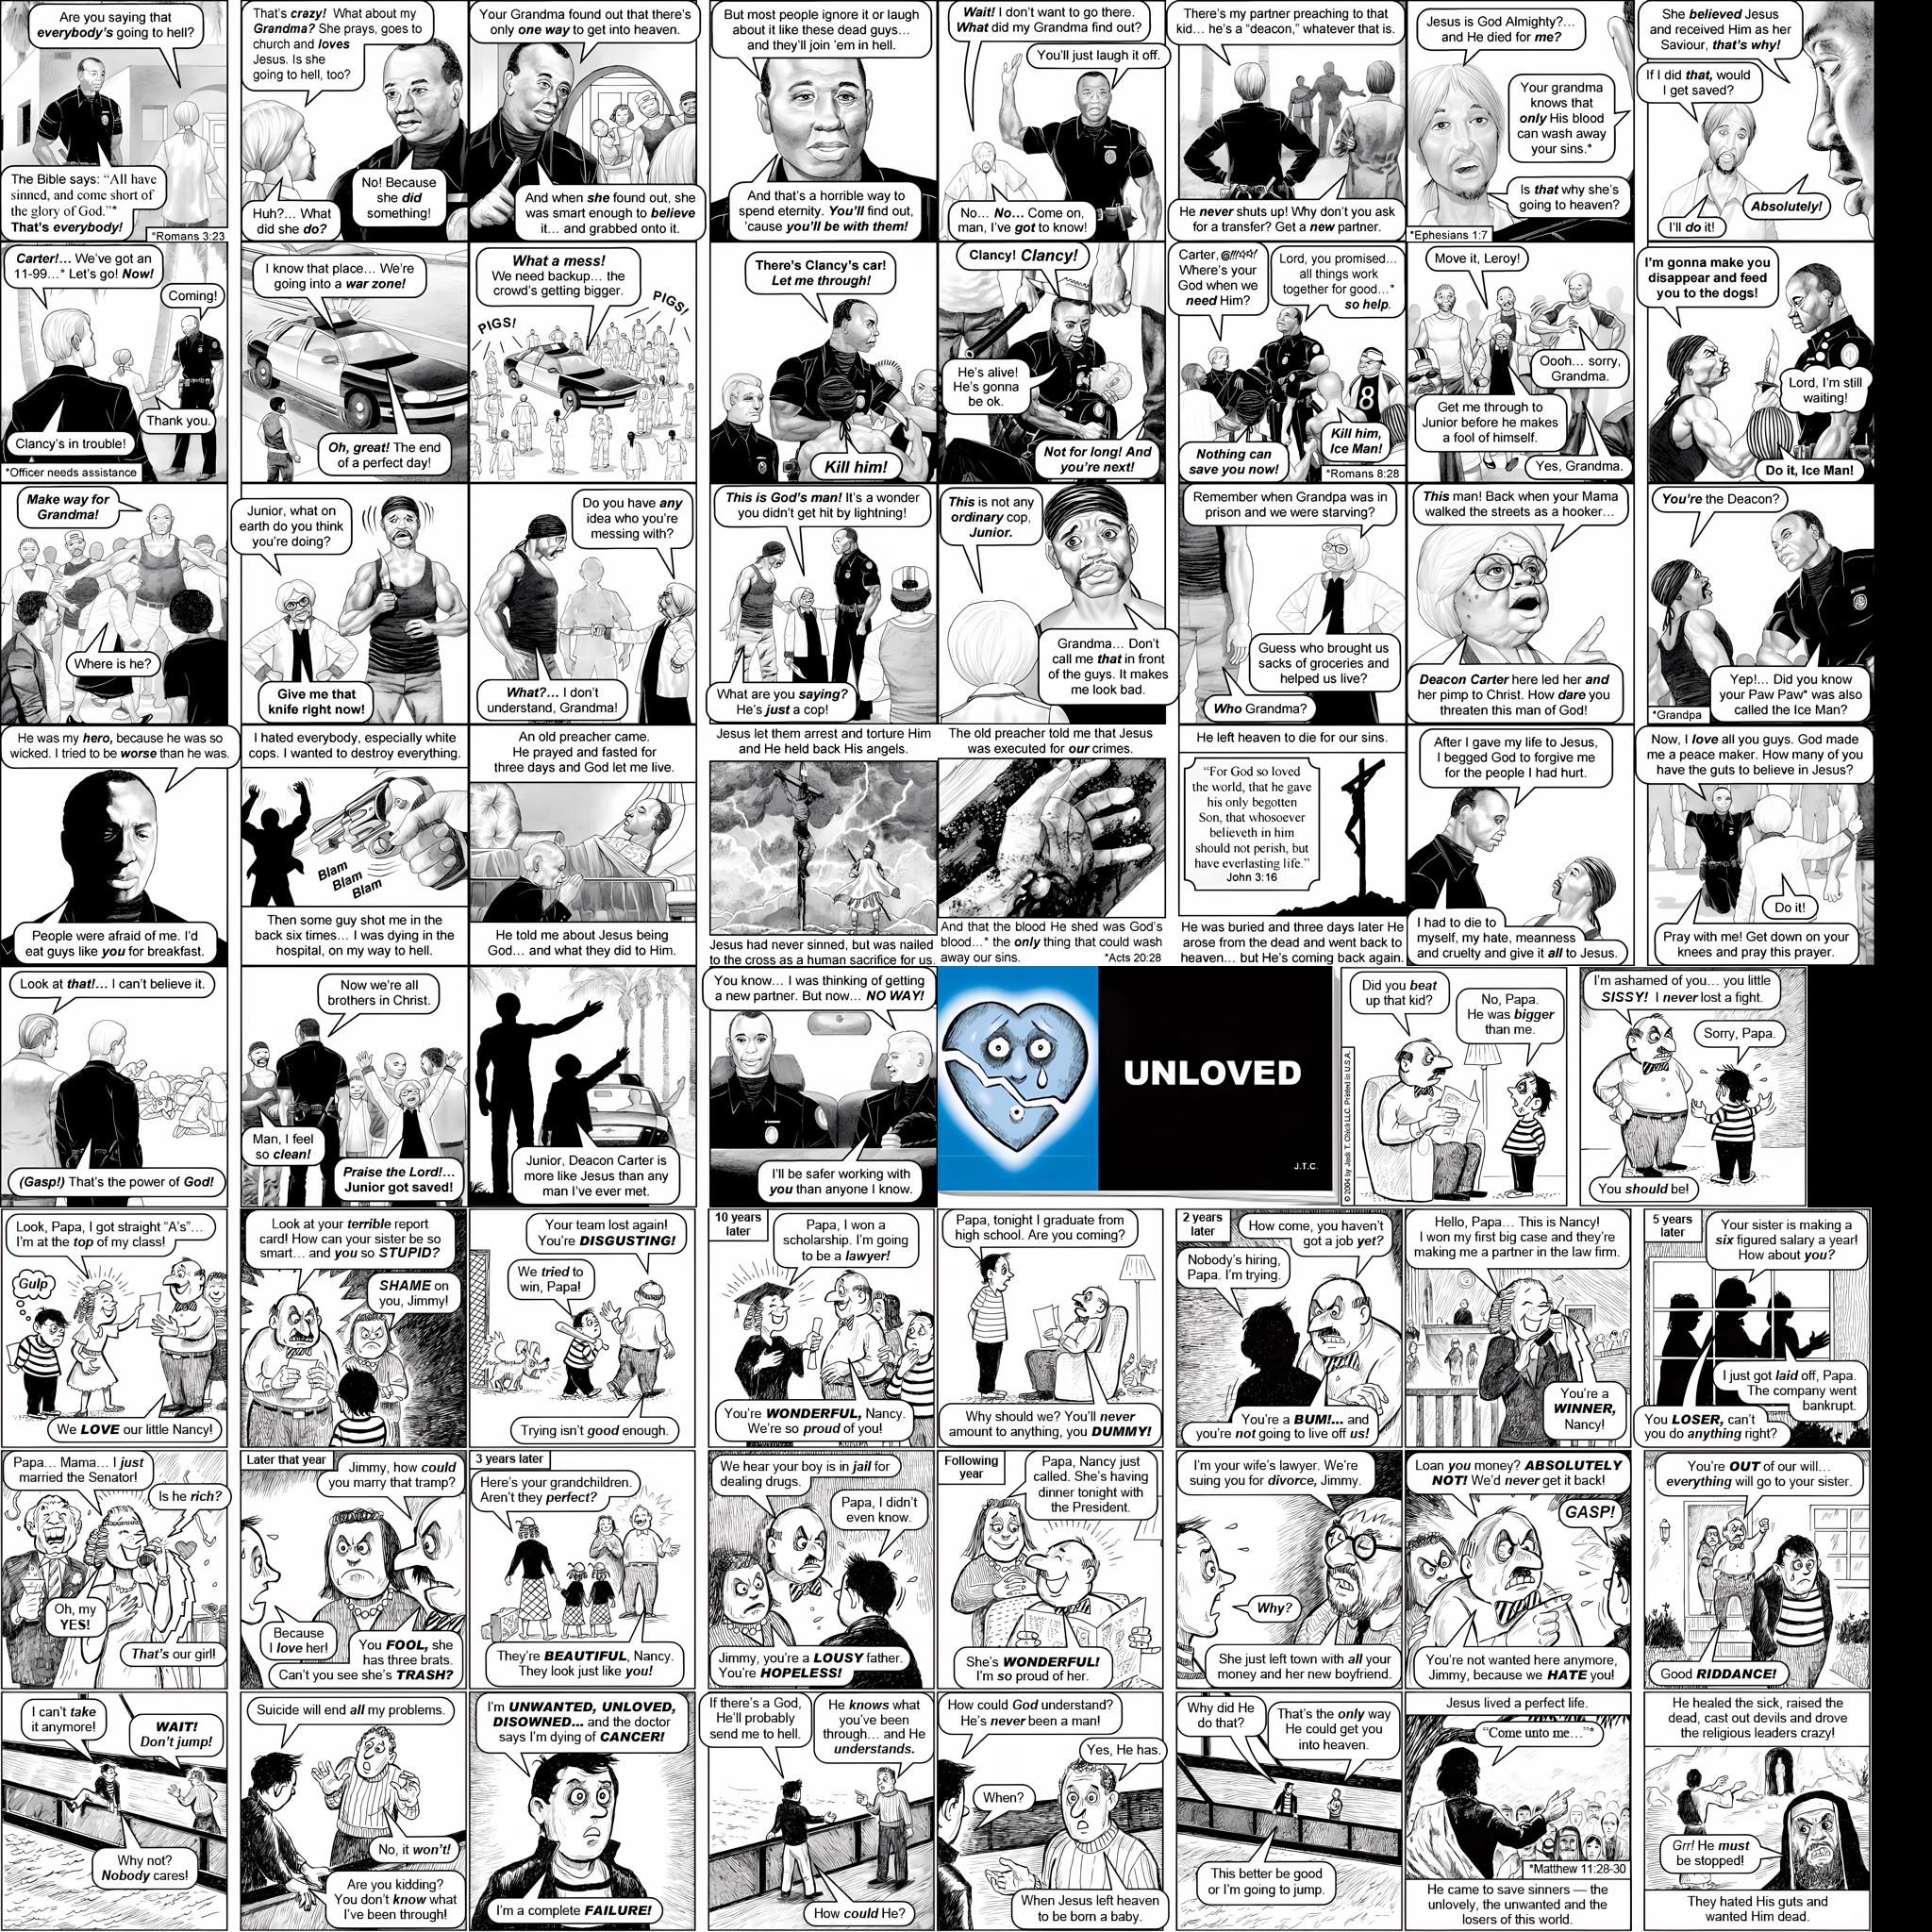 Are you saying that
everybody's going to hell?
The Bible says: "All have
sinned, and come short of
the glory of God."*
That's everybody!
*Romans 3:23
That's crazy! What about my
Grandma? She prays, goes to
church and loves
Jesus. Is she
going to hell, too?
Huh?... What
did she do?
No! Because
she did
something!
Your Grandma found out that there's
only one way to get into heaven.
And when she found out, she
was smart enough to believe
it... and grabbed onto it.
But most people ignore it or laugh
about it like these dead guys...
and they'll join 'em in hell.
And that's a horrible way to
spend eternity. You'll find out,
'cause you'll be with them!
Wait! I don't want to go there.
What did my Grandma find out?
You'll just laugh it off.
No... No... Come on,
man, I've got to know!
There's my partner preaching to that
kid... he's a "deacon," whatever that is.
He never shuts up! Why don't you ask
for a transfer? Get a new partner.
Jesus is God Almighty?...
and He died for me?
Your grandma
knows that
only His blood
can wash away
your sins.*
Is that why she's
going to heaven?
*Ephesians 1:7
She believed Jesus
and received Him as her
Saviour, that's why!
If I did that, would
I get saved?
Absolutely!
I'll do it!
Carter!... We've got an
11-99...* Let's go! Now!
Coming!
Thank you.
Clancy's in trouble!
*Officer needs assistance
I know that place... We're
going into a war zone!
Oh, great! The end
of a perfect day!
What a mess!
We need backup... the
crowd's getting bigger.
PIGS!
PIGS!
There's Clancy's car!
Let me through!
Kill him!
Clancy! Clancy!
He's alive!
He's gonna
be ok.
Not for long! And
you're next!
Carter, @!!!☆☆!
Where's your
God when we
need Him?
Lord, you promised...
all things work
together for good...*
so help.
Nothing can
save you now!
Kill him,
Ice Man!
*Romans 8:28
8
Move it, Leroy!
Oooh... sorry,
Grandma.
Get me through to
Junior before he makes
a fool of himself.
Yes, Grandma.
I'm gonna make you
disappear and feed
you to the dogs!
Lord, I'm still
waiting!
Do it, Ice Man!
Make way for
Grandma!
Where is he?
Junior, what on
earth do you think
you're doing?
Give me that
knife right now!
Do you have any
idea who you're
messing with?
What?... I don't
understand, Grandma!
This is God's man! It's a wonder
you didn't get hit by lightning!
What are you saying?
He's just a cop!
This is not any
ordinary cop,
Junior.
Grandma... Don't
call me that in front
of the guys. It makes
me look bad.
Remember when Grandpa was in
prison and we were starving?
Guess who brought us
sacks of groceries and
helped us live?
Who Grandma?
This man! Back when your Mama
walked the streets as a hooker...
Deacon Carter here led her and
her pimp to Christ. How dare you
threaten this man of God!
You're the Deacon?
Yep!... Did you know
your Paw Paw* was also
called the Ice Man?
*Grandpa
He was my hero, because he was so
wicked. I tried to be worse than he was.
People were afraid of me. I'd
eat guys like you for breakfast.
I hated everybody, especially white
cops. I wanted to destroy everything.
Blam
Blam
Blam
Then some guy shot me in the
back six times... I was dying in the
hospital, on my way to hell.
An old preacher came.
He prayed and fasted for
three days and God let me live.
He told me about Jesus being
God... and what they did to Him.
Jesus let them arrest and torture Him
and He held back His angels.
Jesus had never sinned, but was nailed
to the cross as a human sacrifice for us.
The old preacher told me that Jesus
was executed for our crimes.
And that the blood He shed was God's
blood...* the only thing that could wash
away our sins.
*Acts 20:28
He left heaven to die for our sins.
"For God so loved
the world, that he gave
his only begotten
Son, that whosoever
believeth in him
should not perish, but
have everlasting life."
John 3:16
He was buried and three days later He
arose from the dead and went back to
heaven... but He's coming back again.
After I gave my life to Jesus,
I begged God to forgive me
for the people I had hurt.
I had to die to
myself, my hate, meanness
and cruelty and give it all to Jesus.
Now, I love all you guys. God made
me a peace maker. How many of you
have the guts to believe in Jesus?
Do it!
Pray with me! Get down on your
knees and pray this prayer.
Look at that!... I can't believe it.
(Gasp!) That's the power of God!
Now we're all
brothers in Christ.
Man, I feel
so clean!
Praise the Lord!...
Junior got saved!
Junior, Deacon Carter is
more like Jesus than any
man I've ever met.
You know... I was thinking of getting
a new partner. But now... NO WAY!
I'll be safer working with
you than anyone I know.
UNLOVED
J.T.C.
© 2004 by Jack T. Chick LLC. Printed in U.S.A.
Did you beat
up that kid?
No, Papa.
He was bigger
than me.
I'm ashamed of you... you little
SISSY! I never lost a fight.
Sorry, Papa.
You should be!
Look, Papa, I got straight "A's"...
I'm at the top of my class!
Gulp
We LOVE our little Nancy!
Look at your terrible report
card! How can your sister be so
smart... and you so STUPID?
SHAME on
you, Jimmy!
Your team lost again!
You're DISGUSTING!
We tried to
win, Papa!
Trying isn't good enough.
10 years
later
Papa, I won a
scholarship. I'm going
to be a lawyer!
You're WONDERFUL, Nancy.
We're so proud of you!
Papa, tonight I graduate from
high school. Are you coming?
Why should we? You'll never
amount to anything, you DUMMY!
2 years
later
How come, you haven't
got a job yet?
Nobody's hiring,
Papa. I'm trying.
You're a BUM!... and
you're not going to live off us!
Hello, Papa... This is Nancy!
I won my first big case and they're
making me a partner in the law firm.
You're a
WINNER,
Nancy!
5 years
later
Your sister is making a
six figured salary a year!
How about you?
I just got laid off, Papa.
The company went
bankrupt.
You LOSER, can't
you do anything right?
Papa... Mama... I just
married the Senator!
Is he rich?
Oh, my
YES!
That's our girl!
Later that year
Jimmy, how could
you marry that tramp?
Because
I love her!
You FOOL, she
has three brats.
Can't you see she's TRASH?
3 years later
Here's your grandchildren.
Aren't they perfect?
They're BEAUTIFUL, Nancy.
They look just like you!
We hear your boy is in jail for
dealing drugs.
Papa, I didn't
even know.
Jimmy, you're a LOUSY father.
You're HOPELESS!
Following
year
Papa, Nancy just
called. She's having
dinner tonight with
the President.
She's WONDERFUL!
I'm so proud of her.
I'm your wife's lawyer. We're
suing you for divorce, Jimmy.
Why?
She just left town with all your
money and her new boyfriend.
Loan you money? ABSOLUTELY
NOT! We'd never get it back!
GASP!
You're not wanted here anymore,
Jimmy, because we HATE you!
You're OUT of our will...
everything will go to your sister.
Good RIDDANCE!
I can't take
it anymore!
WAIT!
Don't jump!
Why not?
Nobody cares!
Suicide will end all my problems.
No, it won't!
Are you kidding?
You don't know what
I've been through!
I'm UNWANTED, UNLOVED,
DISOWNED... and the doctor
says I'm dying of CANCER!
I'm a complete FAILURE!
If there's a God,
He'll probably
send me to hell.
He knows what
you've been
through... and He
understands.
How could He?
How could God understand?
He's never been a man!
Yes, He has.
When?
When Jesus left heaven
to be born a baby.
Why did He
do that?
That's the only way
He could get you
into heaven.
This better be good
or I'm going to jump.
Jesus lived a perfect life.
"Come unto me..."*
*Matthew 11:28-30
He came to save sinners — the
unlovely, the unwanted and the
losers of this world.
He healed the sick, raised the
dead, cast out devils and drove
the religious leaders crazy!
Grr! He must
be stopped!
They hated His guts and
wanted Him dead.